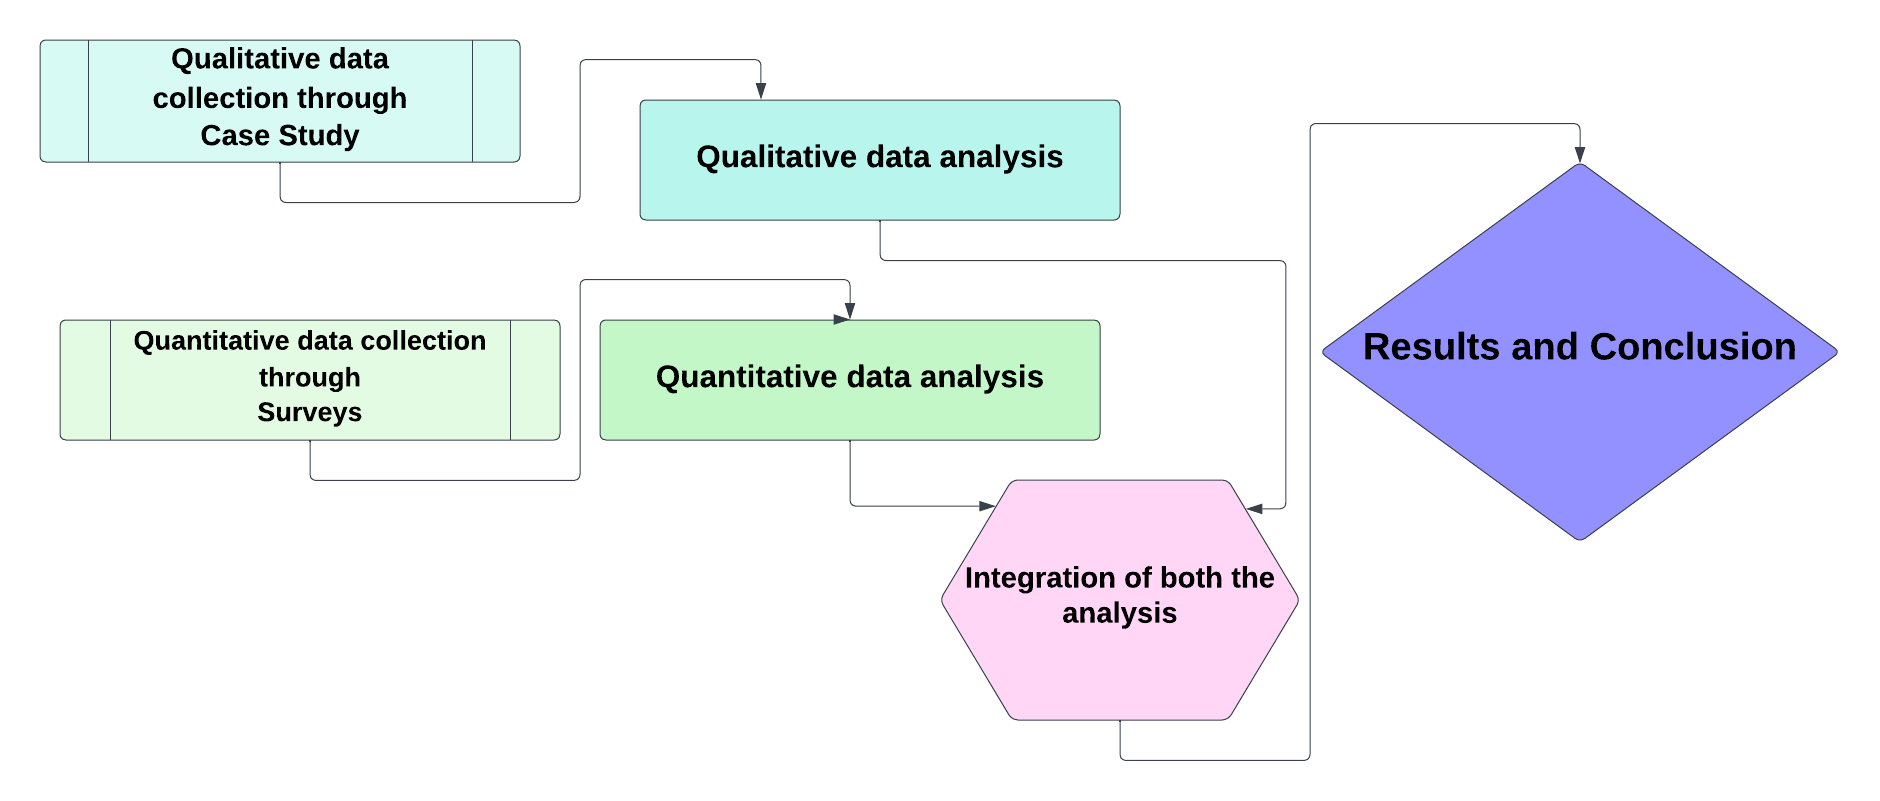 Qualitative data
collection through
Case Study
Qualitative data analysis
Quantitative data collection
through
Surveys
Quantitative data analysis
Integration of both the
analysis
Results and Conclusion